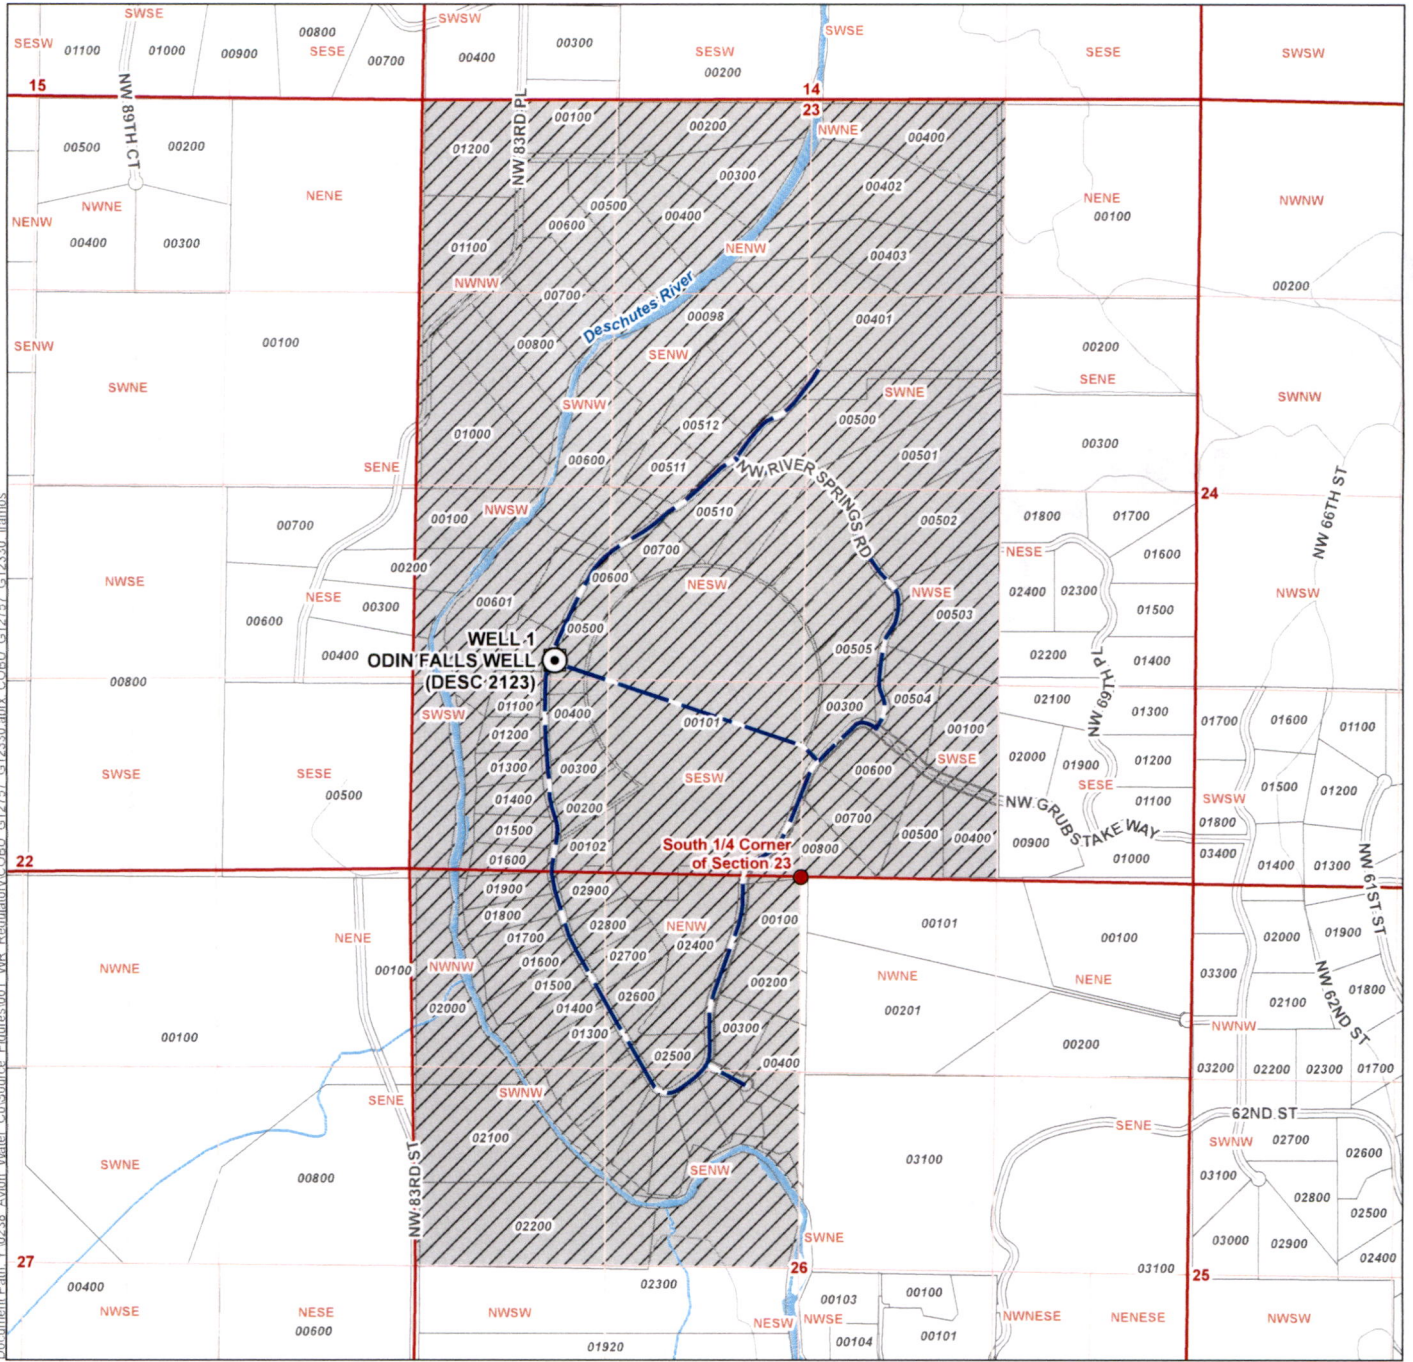 SWSE
SWSW
SWSE
SESW
01100
01000
00900
00800
SESE
00700
00400
00300
SESW
00200
SESE
SWSW
15
14
23
NW 89TH CT
NW 83RD PL
00500
00200
NWNE
00400
00300
NENW
NENE
01200
00100
00200
NWNE
00400
00300
00402
00500
00600
00400
01100
NENW
00403
NWNW
00700
Deschutes River
00098
00401
00800
SENW
NENE
00100
NWNW
00200
SENW
00100
SWNE
SENE
01000
SWNW
00600
00512
00511
SWNE
00500
00501
NW RIVER SPRINGS RD
00510
00502
00200
SENE
00300
SWNW
24
NW 66TH ST
00700
00200
NWSE
NESE
00300
00600
00400
00800
00100
NWSW
00700
00600
NESW
00601
00500
NWSE
00503
00505
00504
01800
01700
NESE
01600
02400
02300
01500
02200
01400
NW 69TH PL
02100
01300
NWSW
WELL 1
ODIN FALLS WELL
(DESC 2123)
SWSW
01100
00400
01200
01300
00300
01400
00200
01500
00102
01600
00101
SESW
00300
00100
SWSE
00600
00700
00500
00400
00800
South 1/4 Corner
of Section 23
NW GRUBSTAKE WAY
02000
01900
01200
SESE
01100
00900
01000
01700
01600
01100
01500
01200
SWSW
01800
03400
01400
01300
NW 61ST ST
SWSE
SESE
00500
22
01900
02900
01800
02800
01700
02700
01600
01500
02600
01400
01300
02500
NENW
02400
00100
00200
00300
00400
NENE
00100
NWNW
02000
NWNE
00100
00101
00100
NWNE
NENE
00201
00200
02000
01900
03300
02100
01800
NWNW
NW 62ND ST
03200
02200
02300
01700
SENE
SWNW
02100
SENW
SWNE
00800
NW 83RD ST
02200
SWNE
03100
SENE
62ND ST
SWNW
02700
02600
03100
02800
02500
03000
02900
02400
27
26
25
00400
NWSE
NESE
00600
NWSW
02300
01920
NESW
NWSE
00103
00104
00100
00101
NWNESE
NENESE
03100
NWSW